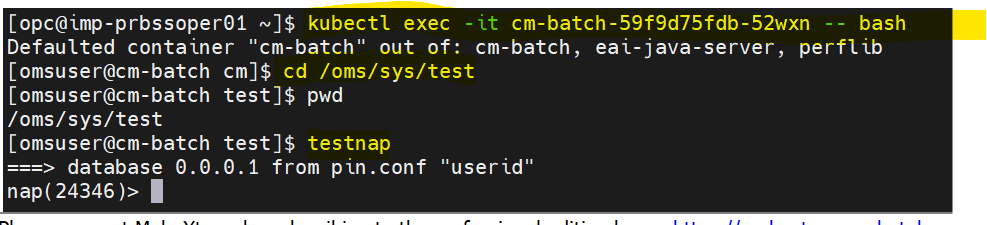 [opc@imp-prbssoper01 ~]$ kubectl exec -it cm-batch-59f9d75fdb-52wxn -- bash
Defaulted container "cm-batch" out of: cm-batch, eai-java-server, perflib
[omsuser@cm-batch cm]$ cd /oms/sys/test
[omsuser@cm-batch test]$ pwd
/oms/sys/test
[omsuser@cm-batch test]$ testnap
===> database 0.0.0.1 from pin.conf "userid"
nap(24346)>